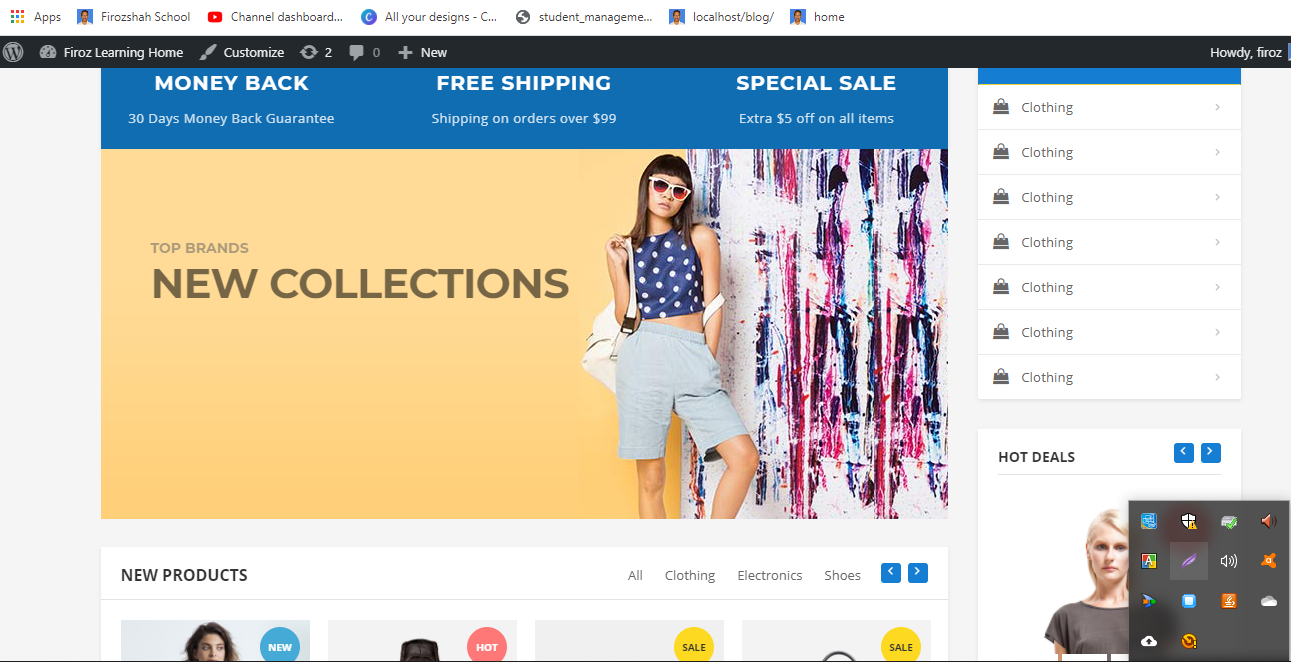 Apps Firozshah School Channel dashboard... All your designs - C... student_manageme... localhost/blog/ home
Firoz Learning Home Customize 2 0 New Howdy, firoz
MONEY BACK FREE SHIPPING SPECIAL SALE
30 Days Money Back Guarantee Shipping on orders over $99 Extra $5 off on all items
Clothing
Clothing
Clothing
Clothing
Clothing
Clothing
Clothing
TOP BRANDS
NEW COLLECTIONS
HOT DEALS
NEW PRODUCTS All Clothing Electronics Shoes
NEW HOT SALE SALE